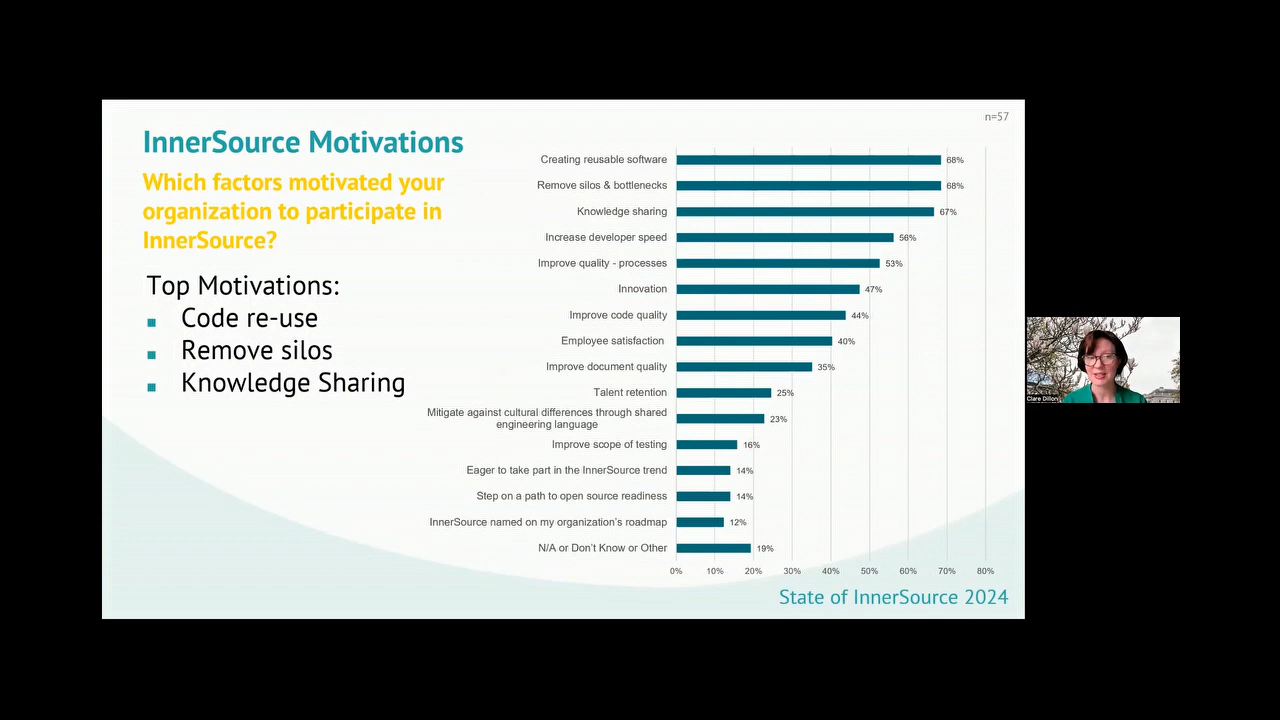 n=57
InnerSource Motivations
Which factors motivated your
organization to participate in
InnerSource?
Top Motivations:
▪ Code re-use
▪ Remove silos
▪ Knowledge Sharing
Creating reusable software 68%
Remove silos & bottlenecks 68%
Knowledge sharing 67%
Increase developer speed 56%
Improve quality - processes 53%
Innovation 47%
Improve code quality 44%
Employee satisfaction 40%
Improve document quality 35%
Talent retention 25%
Mitigate against cultural differences through shared
engineering language 23%
Improve scope of testing 16%
Eager to take part in the InnerSource trend 14%
Step on a path to open source readiness 14%
InnerSource named on my organization's roadmap 12%
N/A or Don't Know or Other 19%
0% 10% 20% 30% 40% 50% 60% 70% 80%
State of InnerSource 2024
Clare Dillon